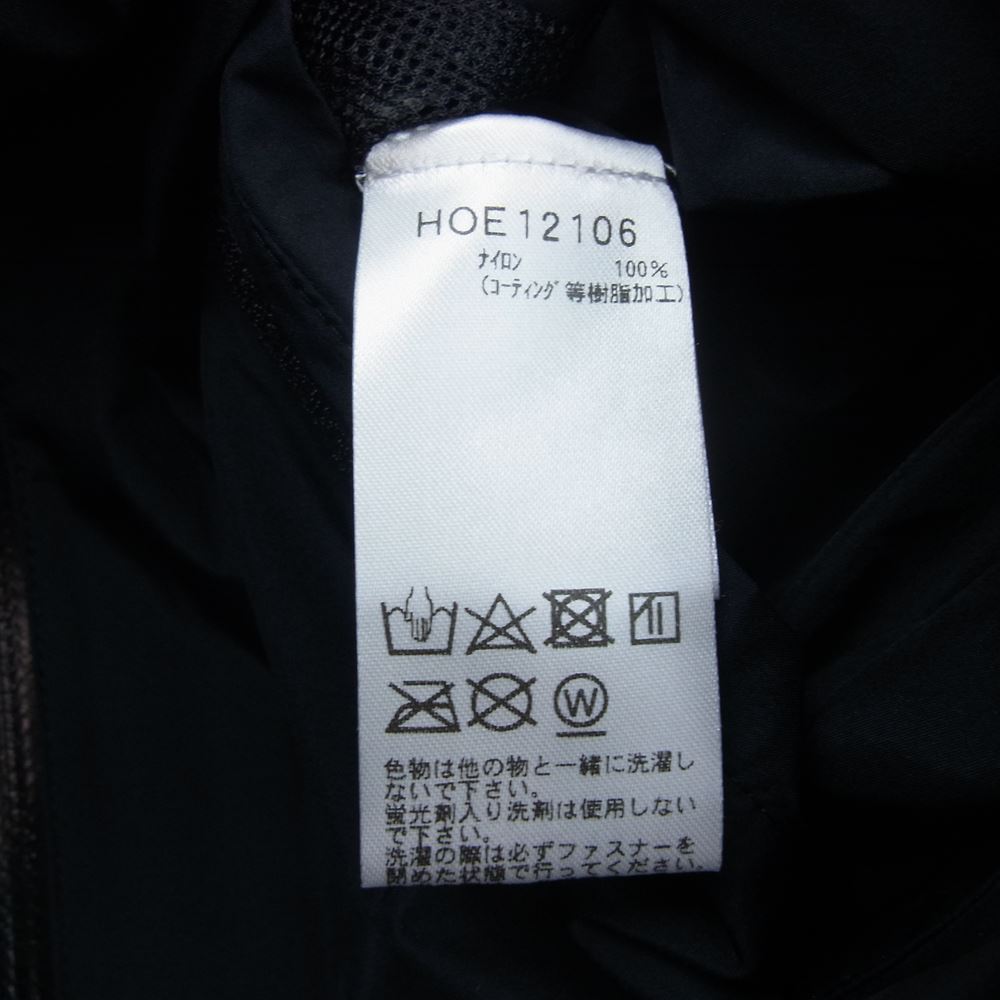 HOE12106
ﾅｲﾛﾝ 100%
(ｺｰﾃｨﾝｸﾞ等樹脂加工)
W
色物は他の物と一緒に洗濯し
ないで下さい。
蛍光剤入り洗剤は使用しない
で下さい。
洗濯の際は必ずファスナーを
閉めた状態で行ってください。